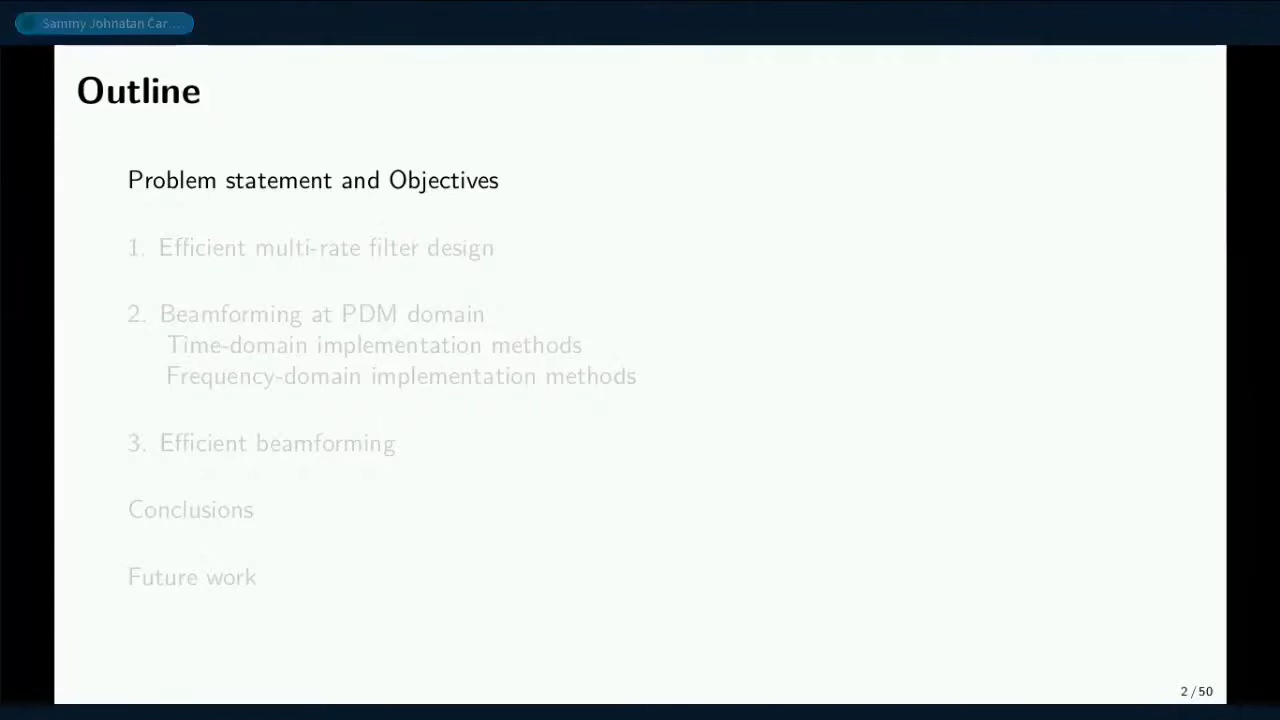 Sammy Johnatan Car....
Outline
Problem statement and Objectives
1. Efficient multi-rate filter design
2. Beamforming at PDM domain
Time-domain implementation methods
Frequency-domain implementation methods
3. Efficient beamforming
Conclusions
Future work
2 / 50